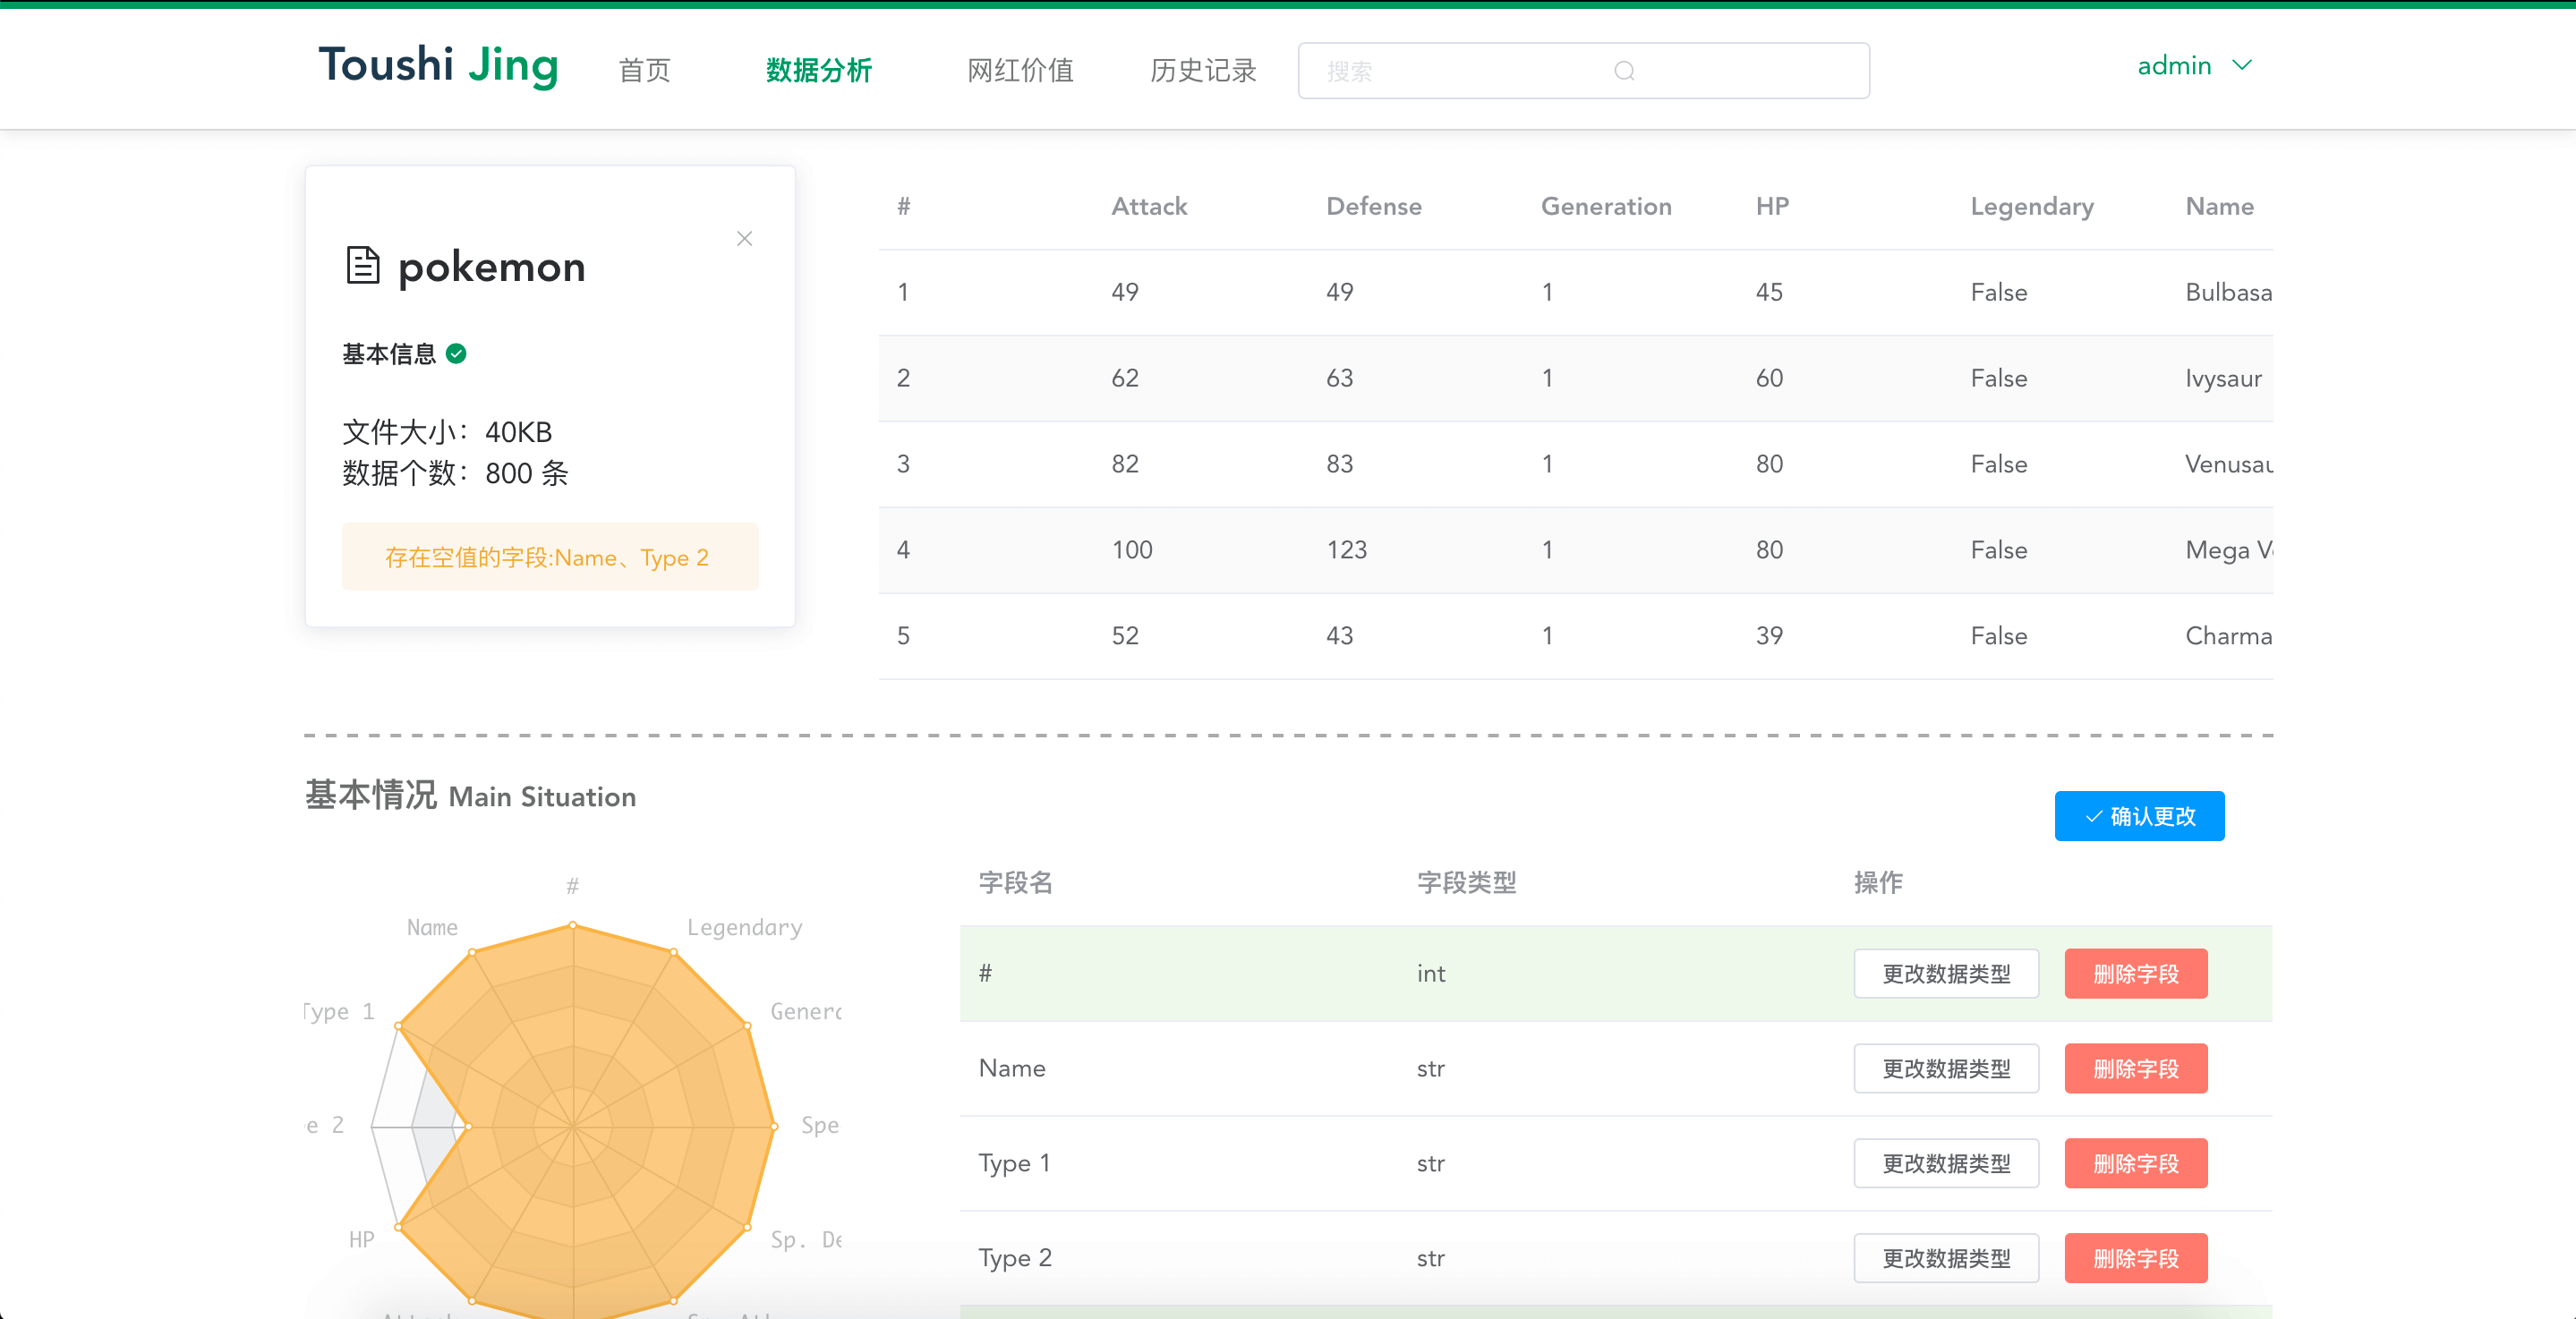 Toushi Jing 首页 数据分析 网红价值 历史记录 搜索 admin
pokemon
基本信息
文件大小：40KB
数据个数：800 条
存在空值的字段:Name、Type 2
# Attack Defense Generation HP Legendary Name
1 49 49 1 45 False Bulbasa
2 62 63 1 60 False Ivysaur
3 82 83 1 80 False Venusau
4 100 123 1 80 False Mega V
5 52 43 1 39 False Charma
基本情况 Main Situation
确认更改
#
Name
Legendary
Type 1
Genera
e 2
Spe
HP
Sp. De
字段名 字段类型 操作
# int 更改数据类型 删除字段
Name str 更改数据类型 删除字段
Type 1 str 更改数据类型 删除字段
Type 2 str 更改数据类型 删除字段